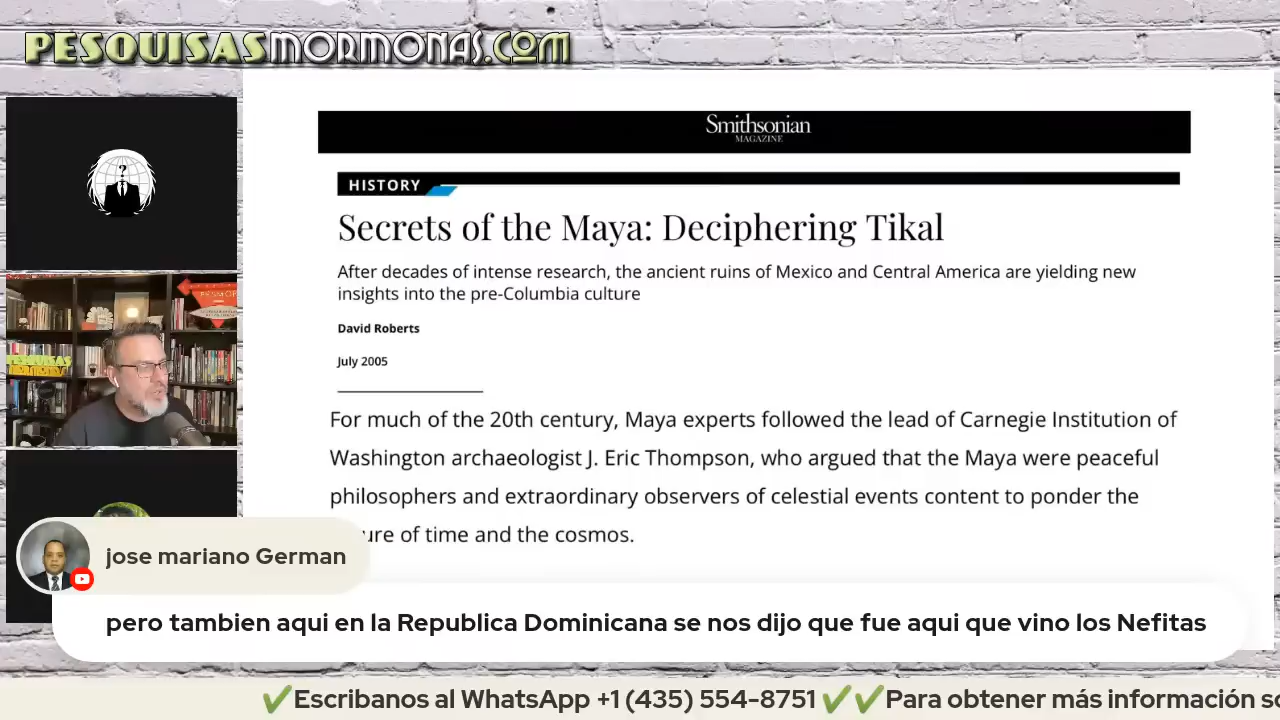 PESQUISASMORMONAS.COM
Smithsonian
MAGAZINE
HISTORY
Secrets of the Maya: Deciphering Tikal
After decades of intense research, the ancient ruins of Mexico and Central America are yielding new
insights into the pre-Columbia culture
David Roberts
July 2005
For much of the 20th century, Maya experts followed the lead of Carnegie Institution of
Washington archaeologist J. Eric Thompson, who argued that the Maya were peaceful
philosophers and extraordinary observers of celestial events content to ponder the
ure of time and the cosmos.
jose mariano German
pero tambien aqui en la Republica Dominicana se nos dijo que fue aqui que vino los Nefitas
✔Escribanos al WhatsApp +1 (435) 554-8751 ✔✔Para obtener más información so